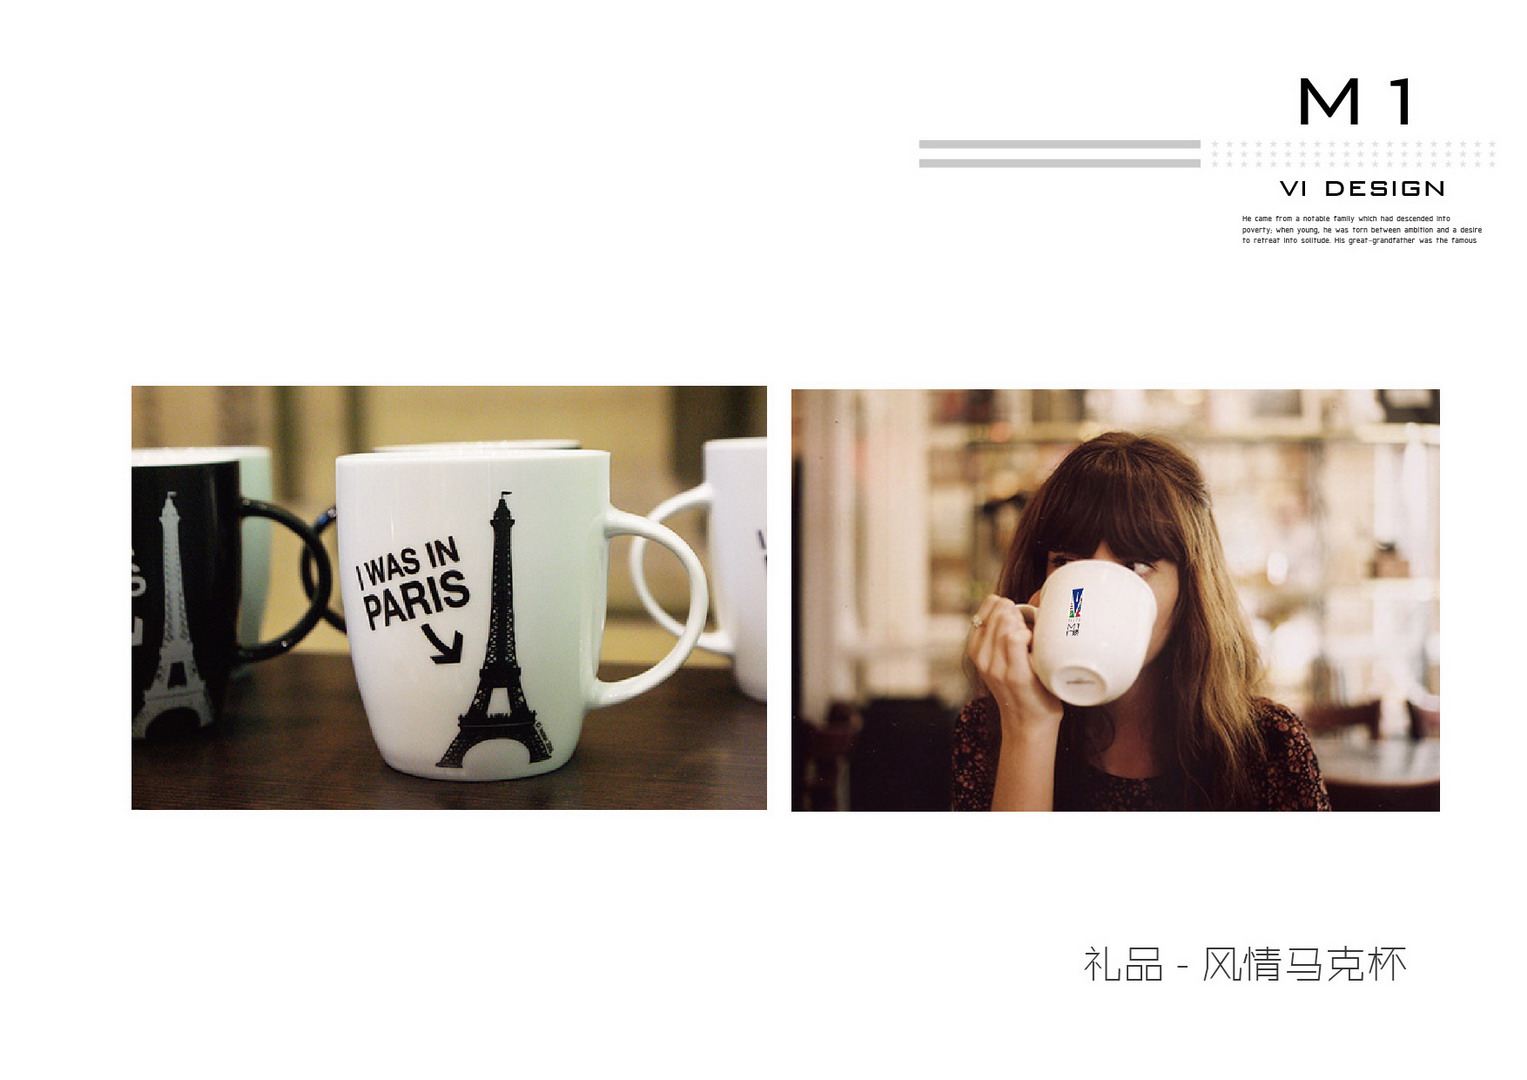 M 1
VI DESIGN
He came from a notable family which had descended into
poverty; when young, he was torn between ambition and a desire
to retreat into solitude. His great-grandfather was the famous
I WAS IN
PARIS
M1
礼品 - 风情马克杯